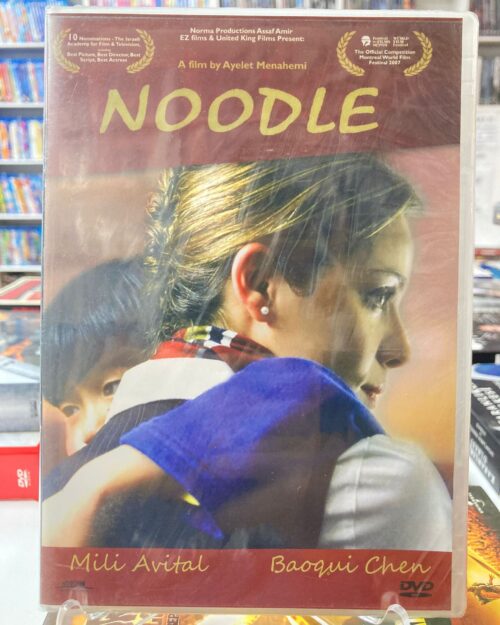 Norma Productions Assaf Amir
EZ films & United King Films Present:
10 Nominations - The Israeli
Academy for Film & Television,
Best Picture, Best Director, Best
Script, Best Actress
The Official Competition
Montreal World Film
Festival 2007
A film by Ayelet Menahemi
NOODLE
Mili Avital
Baoqui Chen
DVD
DVD